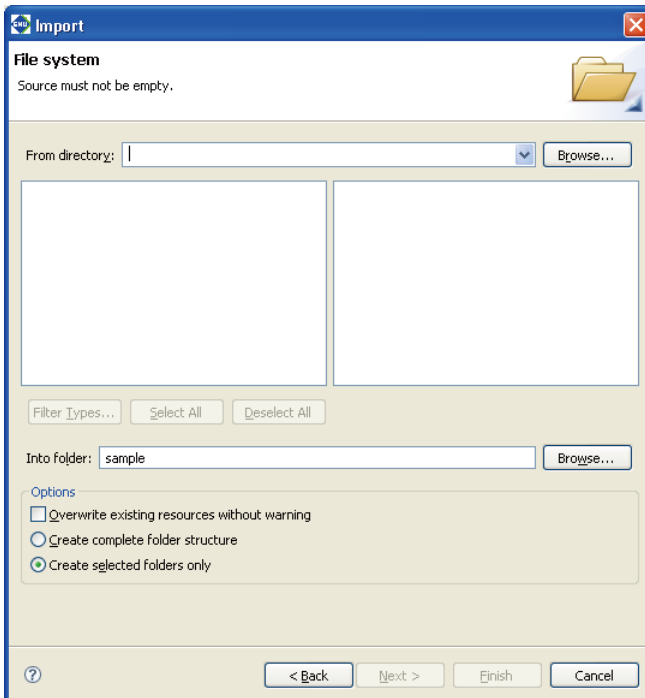 GNU Import
File system
Source must not be empty.
From directory: Browse...
Filter Types... Select All Deselect All
Into folder: sample Browse...
Options
Overwrite existing resources without warning
Create complete folder structure
Create selected folders only
? < Back Next > Finish Cancel